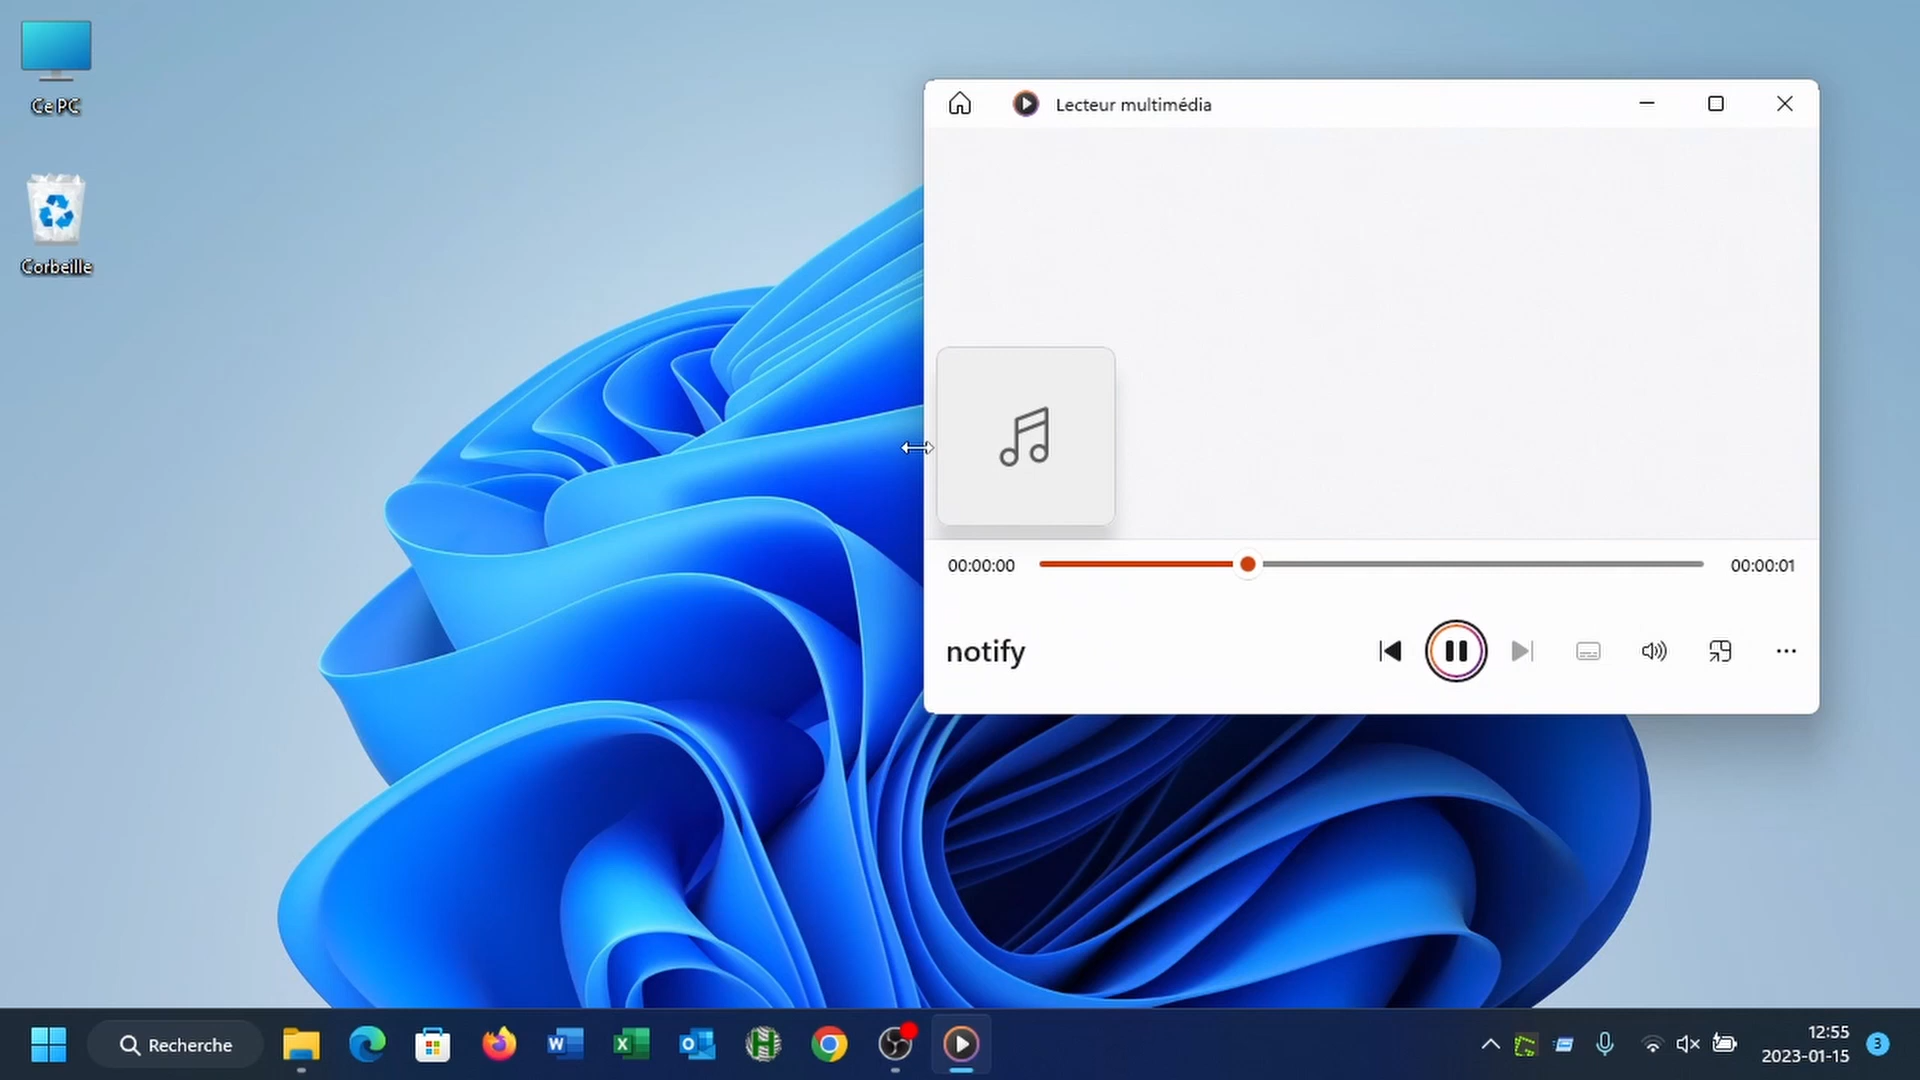 Ce PC
Corbeille
Lecteur multimédia
00:00:00
00:00:01
notify
Recherche
12:55
2023-01-15
3